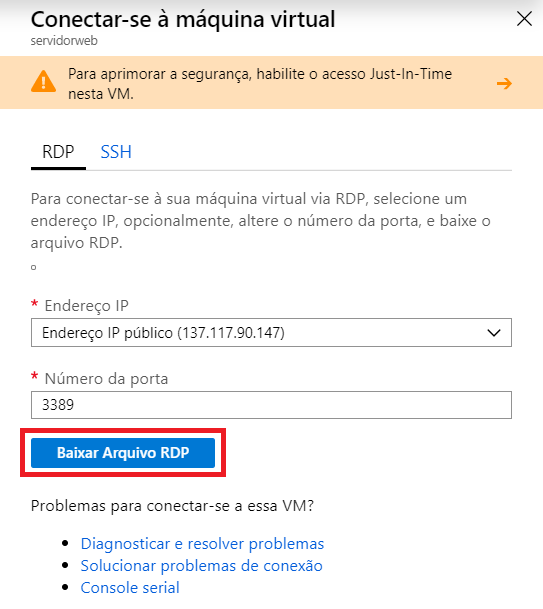 Conectar-se à máquina virtual
servidorweb
Para aprimorar a segurança, habilite o acesso Just-In-Time
nesta VM.
RDP SSH
Para conectar-se à sua máquina virtual via RDP, selecione um
endereço IP, opcionalmente, altere o número da porta, e baixe o
arquivo RDP.
* Endereço IP
Endereço IP público (137.117.90.147)
* Número da porta
3389
Baixar Arquivo RDP
Problemas para conectar-se a essa VM?
• Diagnosticar e resolver problemas
• Solucionar problemas de conexão
• Console serial